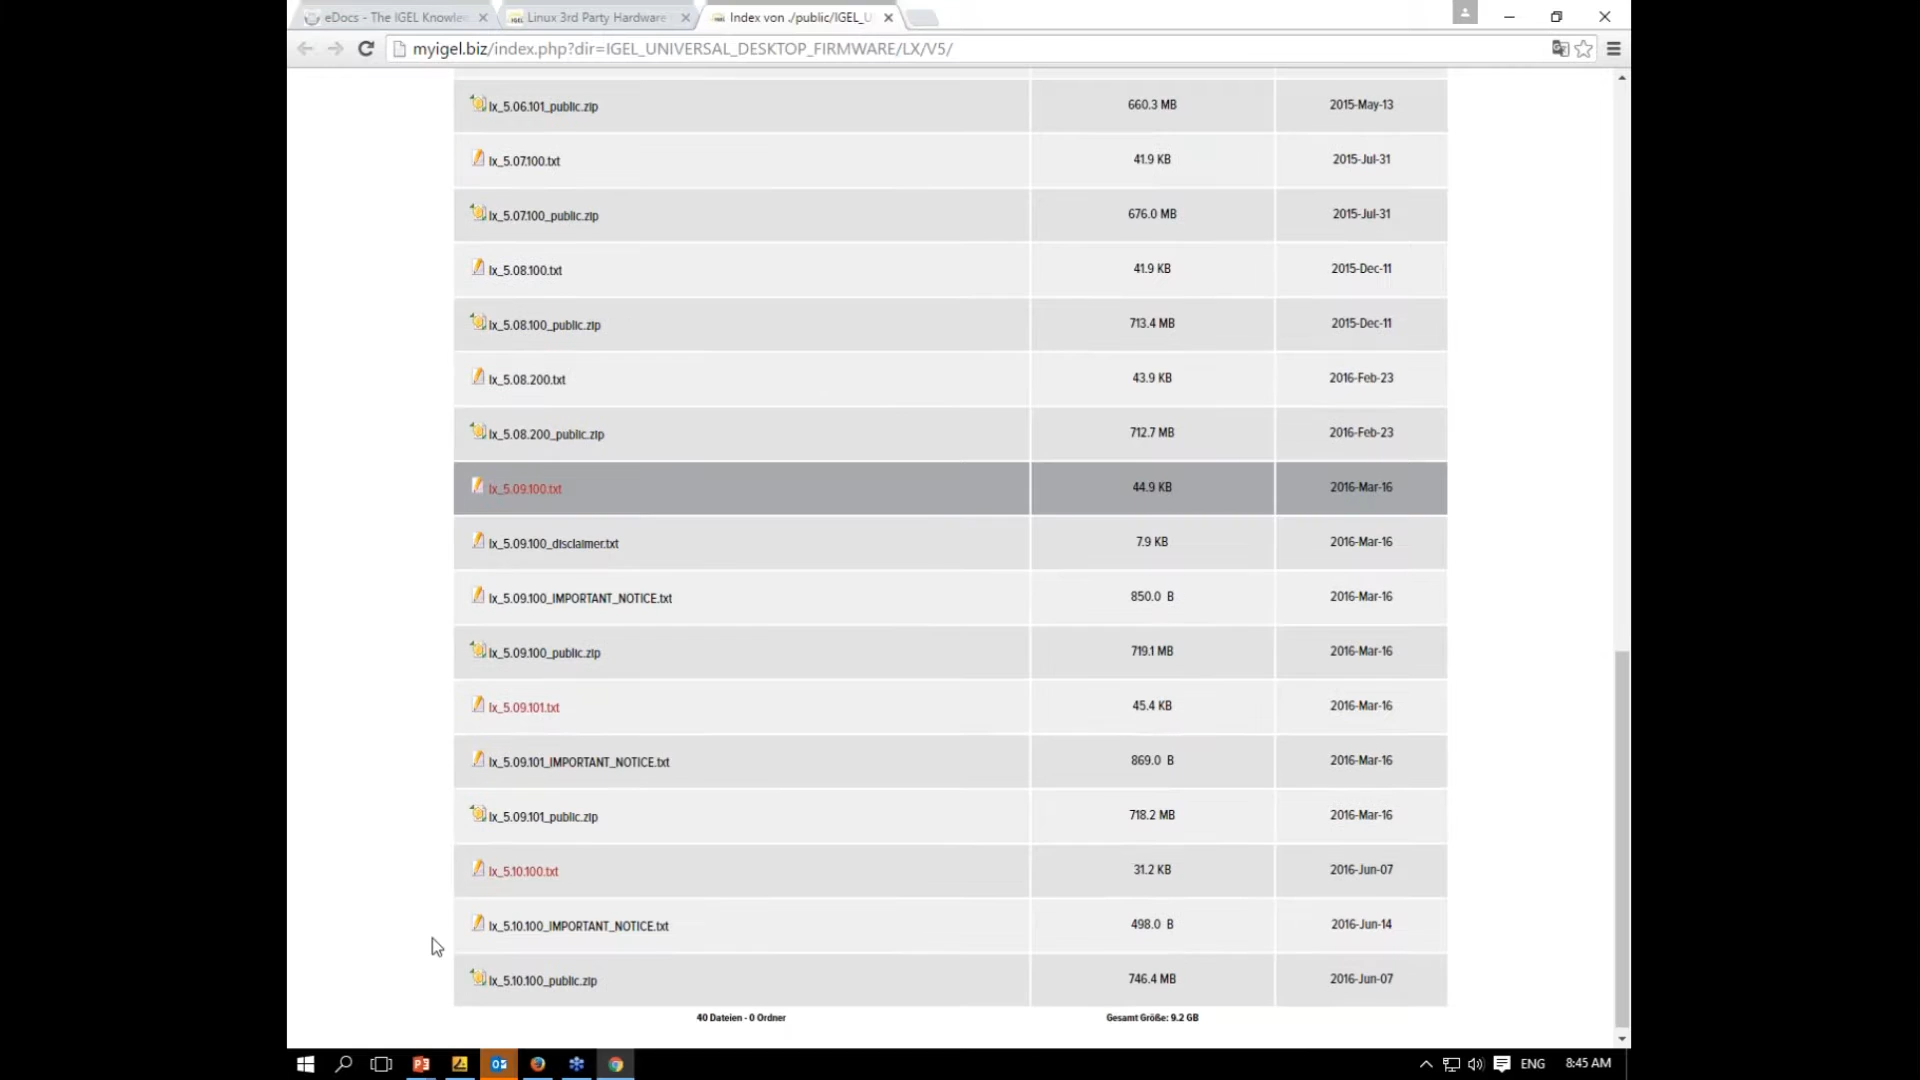 eDocs - The IGEL Knowle
Linux 3rd Party Hardware
Index von ./public/IGEL_U
myigel.biz/index.php?dir=IGEL_UNIVERSAL_DESKTOP_FIRMWARE/LX/V5/
lx_5.06.101_public.zip 660.3 MB 2015-May-13
lx_5.07.100.txt 41.9 KB 2015-Jul-31
lx_5.07.100_public.zip 676.0 MB 2015-Jul-31
lx_5.08.100.txt 41.9 KB 2015-Dec-11
lx_5.08.100_public.zip 713.4 MB 2015-Dec-11
lx_5.08.200.txt 43.9 KB 2016-Feb-23
lx_5.08.200_public.zip 712.7 MB 2016-Feb-23
lx_5.09.100.txt 44.9 KB 2016-Mar-16
lx_5.09.100_disclaimer.txt 7.9 KB 2016-Mar-16
lx_5.09.100_IMPORTANT_NOTICE.txt 850.0 B 2016-Mar-16
lx_5.09.100_public.zip 719.1 MB 2016-Mar-16
lx_5.09.101.txt 45.4 KB 2016-Mar-16
lx_5.09.101_IMPORTANT_NOTICE.txt 869.0 B 2016-Mar-16
lx_5.09.101_public.zip 718.2 MB 2016-Mar-16
lx_5.10.100.txt 31.2 KB 2016-Jun-07
lx_5.10.100_IMPORTANT_NOTICE.txt 498.0 B 2016-Jun-14
lx_5.10.100_public.zip 746.4 MB 2016-Jun-07
40 Dateien - 0 Ordner Gesamt Größe: 9.2 GB
ENG 8:45 AM